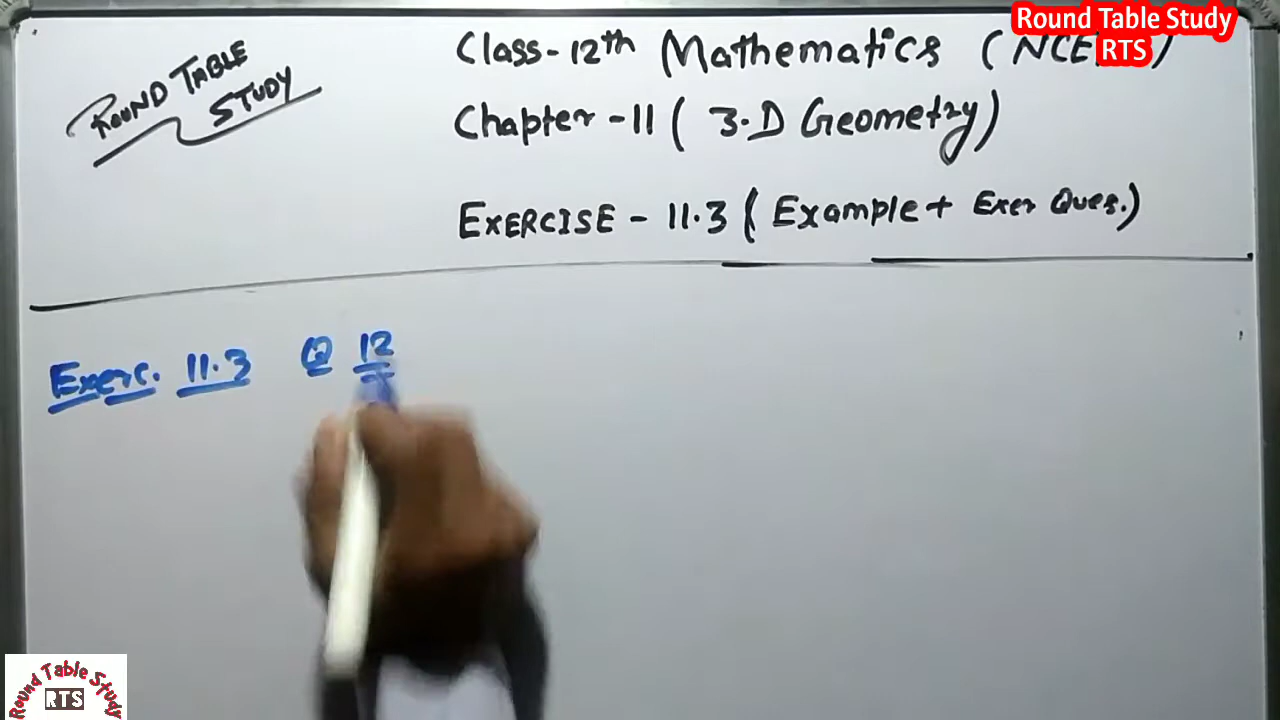 Round Table Study
RTS
ROUND TABLE
STUDY
Class-12th Mathematics (NCE
Chapter-11 ( 3.D Geometry)
EXERCISE - 11.3 ( Example + Exer Ques.)
Exerc. 11.3 Q 12
Round Table Study
RTS